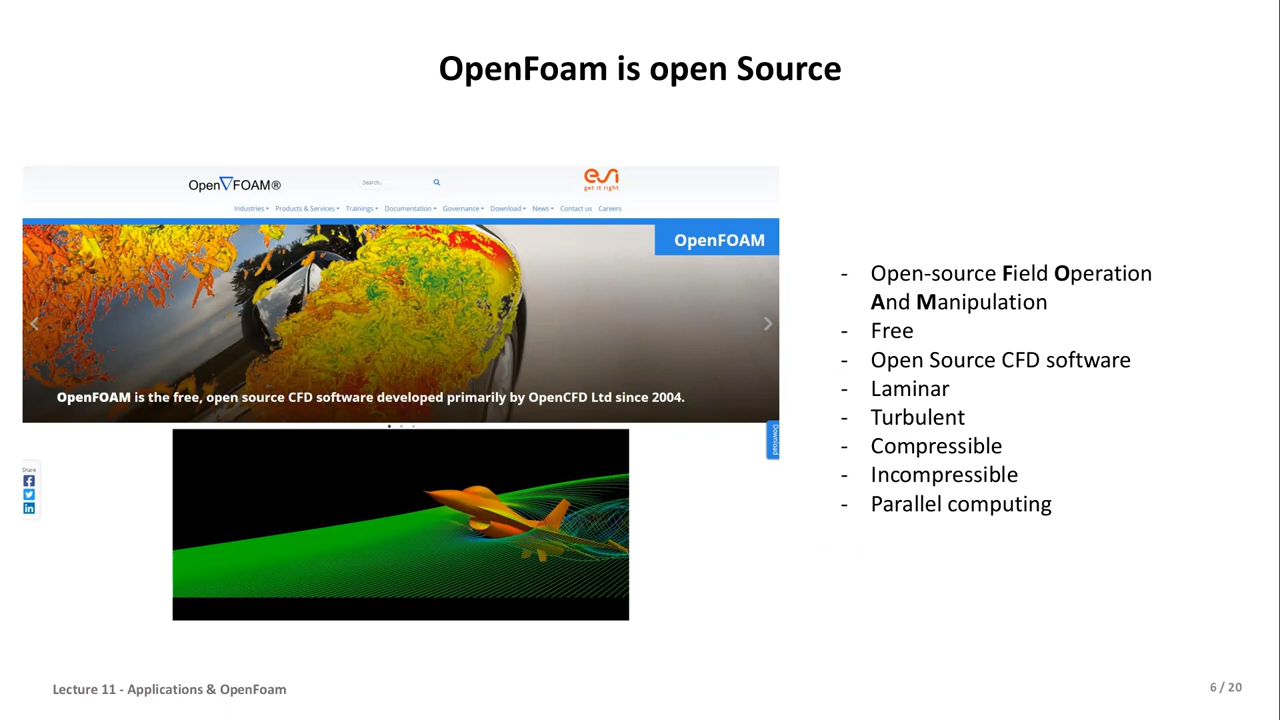 OpenFoam is open Source
Open∇FOAM®
Search..
esi
get it right
Industries Products & Services Trainings Documentation Governance Download News Contact us Careers
OpenFOAM
OpenFOAM is the free, open source CFD software developed primarily by OpenCFD Ltd since 2004.
Download
Share
- Open-source Field Operation
And Manipulation
- Free
- Open Source CFD software
- Laminar
- Turbulent
- Compressible
- Incompressible
- Parallel computing
Lecture 11 - Applications & OpenFoam
6 / 20